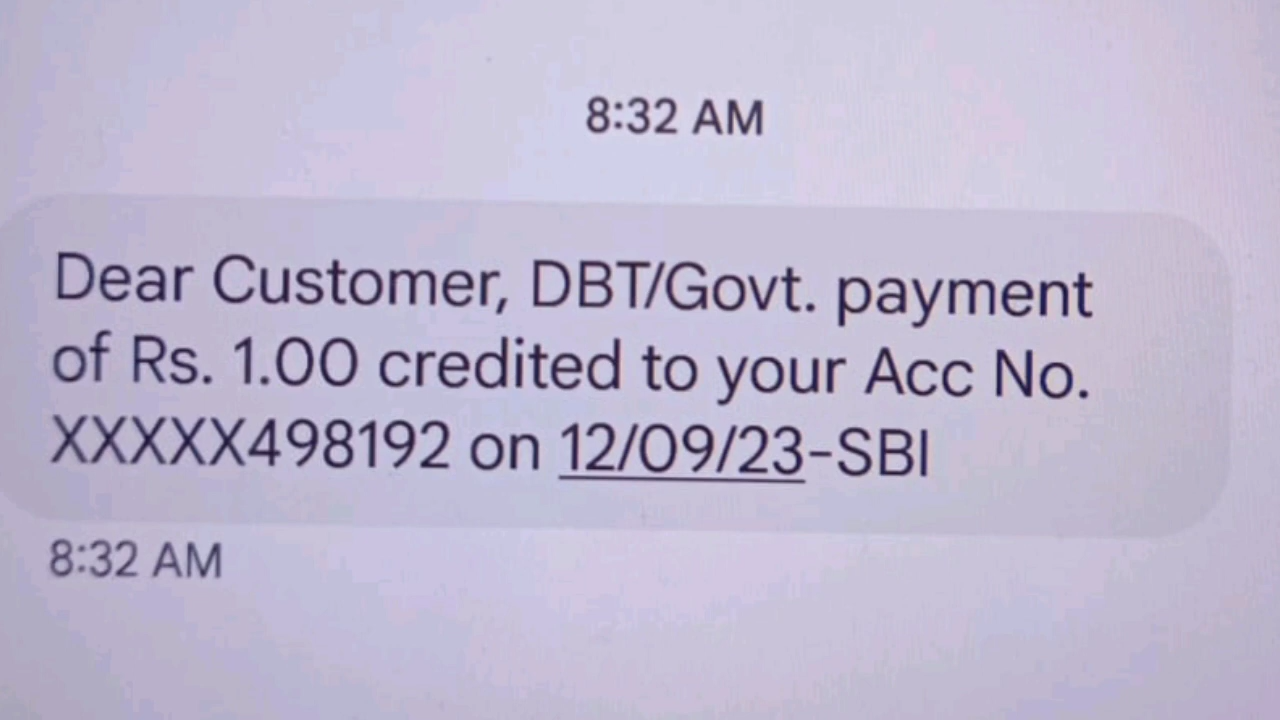 8:32 AM
Dear Customer, DBT/Govt. payment
of Rs. 1.00 credited to your Acc No.
XXXXX498192 on 12/09/23-SBI
8:32 AM